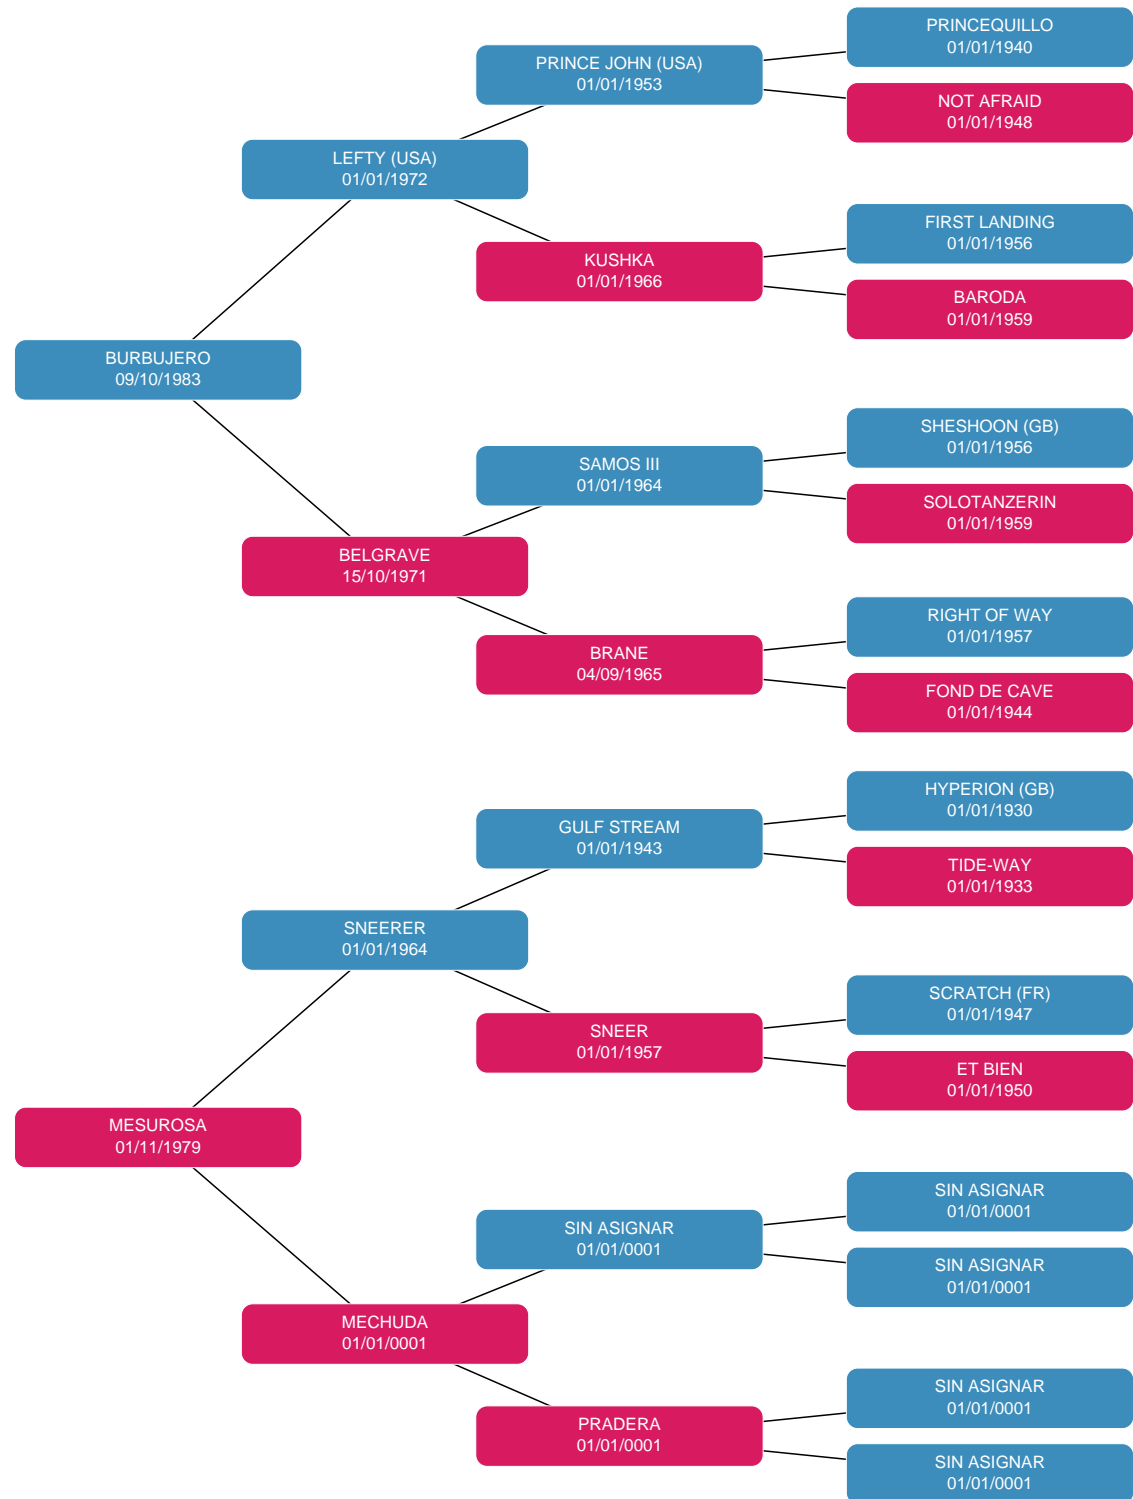 PRINCEQUILLO
01/01/1940
PRINCE JOHN (USA)
01/01/1953
NOT AFRAID
01/01/1948
LEFTY (USA)
01/01/1972
FIRST LANDING
01/01/1956
KUSHKA
01/01/1966
BARODA
01/01/1959
BURBUJERO
09/10/1983
SHESHOON (GB)
01/01/1956
SAMOS III
01/01/1964
SOLOTANZERIN
01/01/1959
BELGRAVE
15/10/1971
RIGHT OF WAY
01/01/1957
BRANE
04/09/1965
FOND DE CAVE
01/01/1944
HYPERION (GB)
01/01/1930
GULF STREAM
01/01/1943
TIDE-WAY
01/01/1933
SNEERER
01/01/1964
SCRATCH (FR)
01/01/1947
SNEER
01/01/1957
ET BIEN
01/01/1950
MESUROSA
01/11/1979
SIN ASIGNAR
01/01/0001
SIN ASIGNAR
01/01/0001
SIN ASIGNAR
01/01/0001
MECHUDA
01/01/0001
SIN ASIGNAR
01/01/0001
PRADERA
01/01/0001
SIN ASIGNAR
01/01/0001